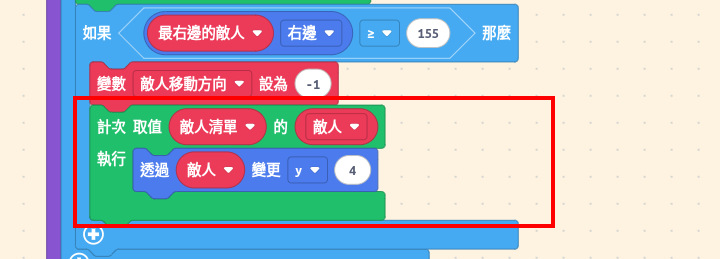 如果 最右邊的敵人 右邊 ≥ 155 那麼
變數 敵人移動方向 設為 -1
計次 取值 敵人清單 的 敵人
執行 透過 敵人 變更 y 4